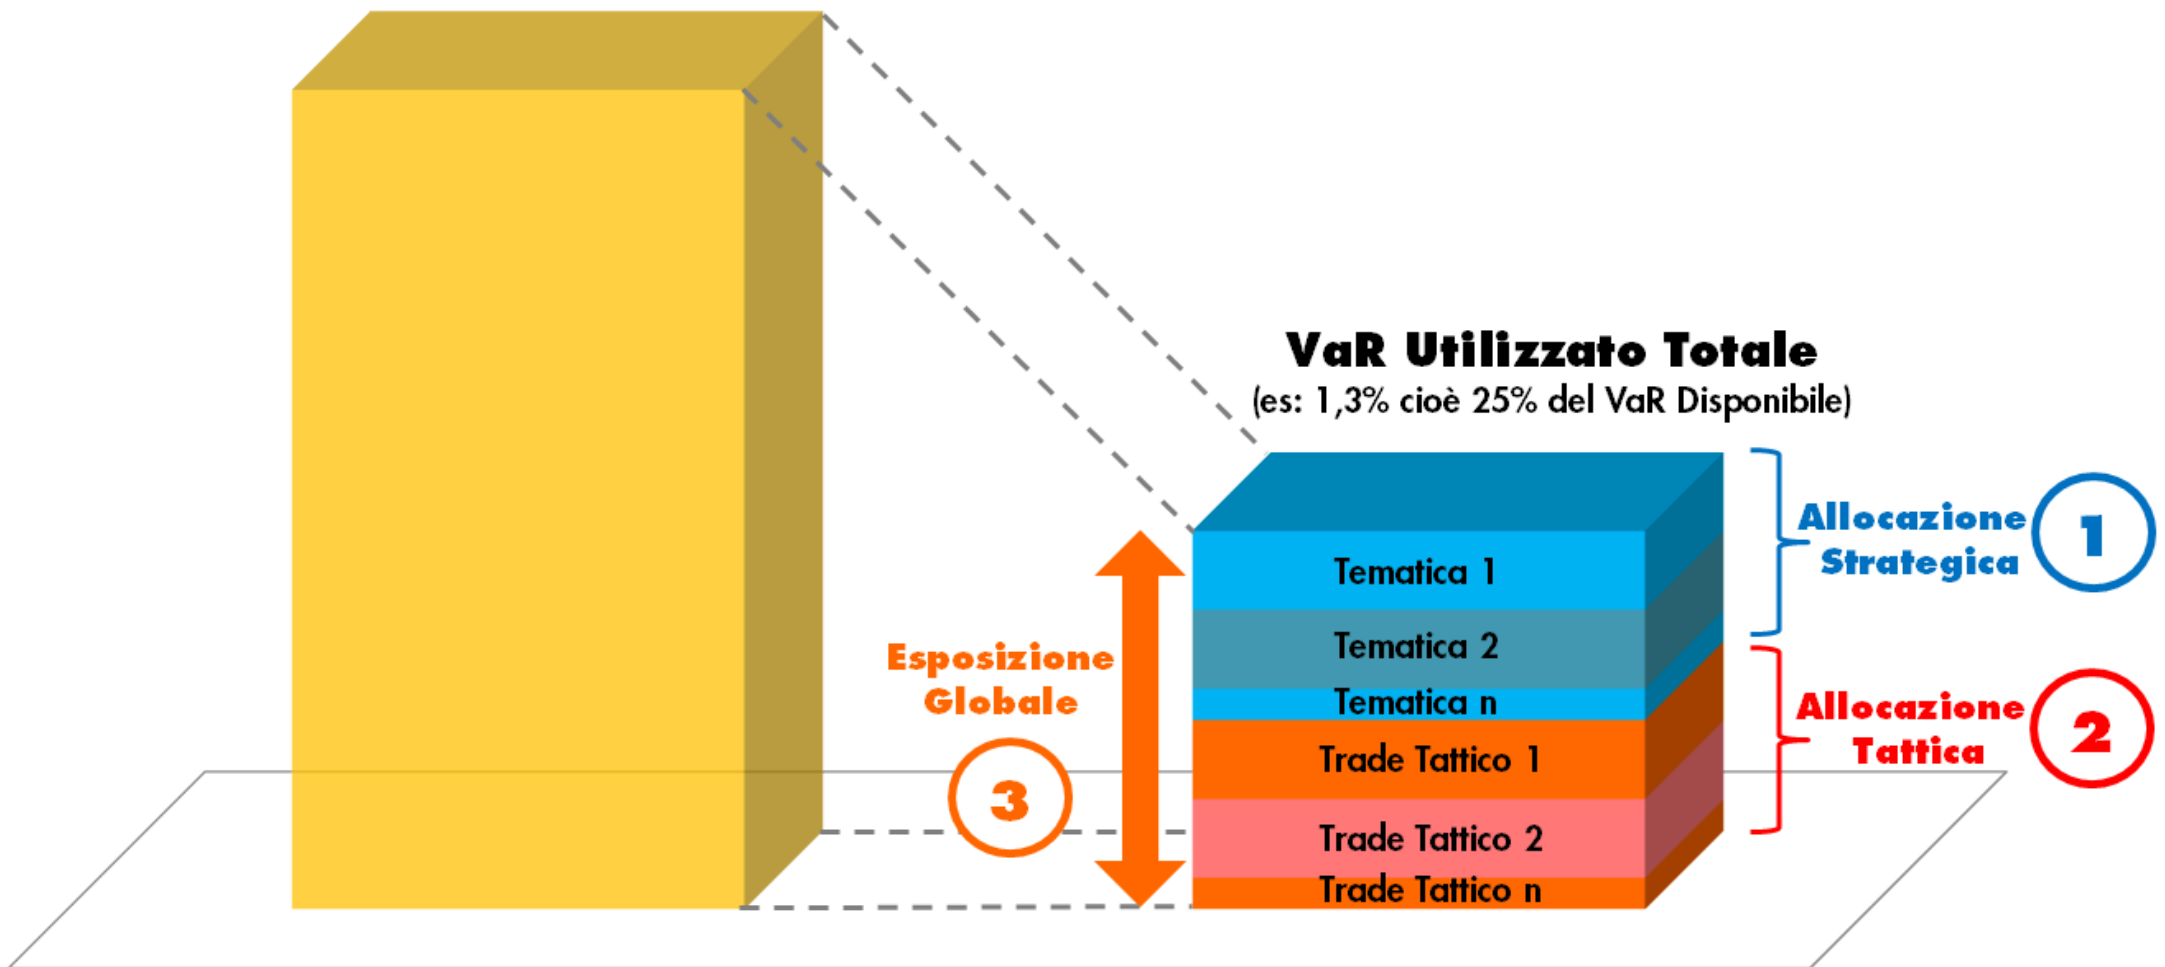 VaR Utilizzato Totale
(es: 1,3% cioè 25% del VaR Disponibile)
Tematica 1
Tematica 2
Tematica n
Trade Tattico 1
Trade Tattico 2
Trade Tattico n
Allocazione
Strategica
1
Allocazione
Tattica
2
Esposizione
Globale
3